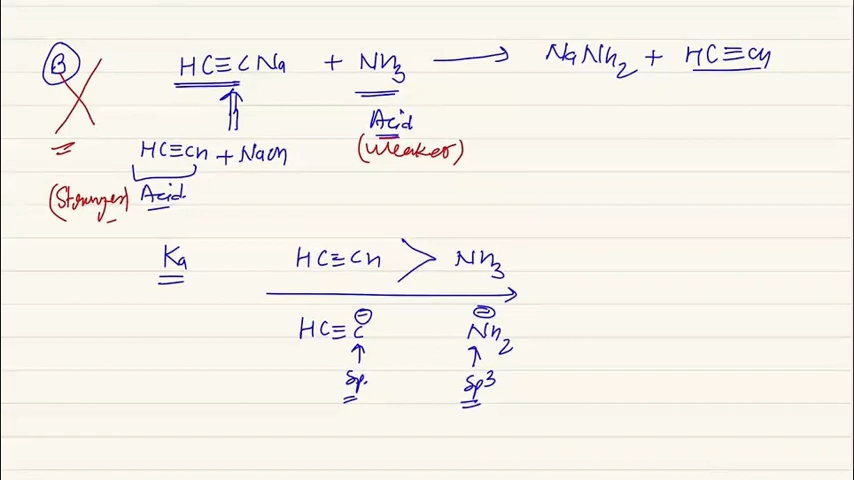 B HC≡CNa + NH3 ⟶ NaNH2 + HC≡CH
Acid
HC≡CH + NaOH (Weaker)
(Stronger) Acid
Ka HC≡CH > NH3
HC≡C⊖ ⊖NH2
Sp. Sp3